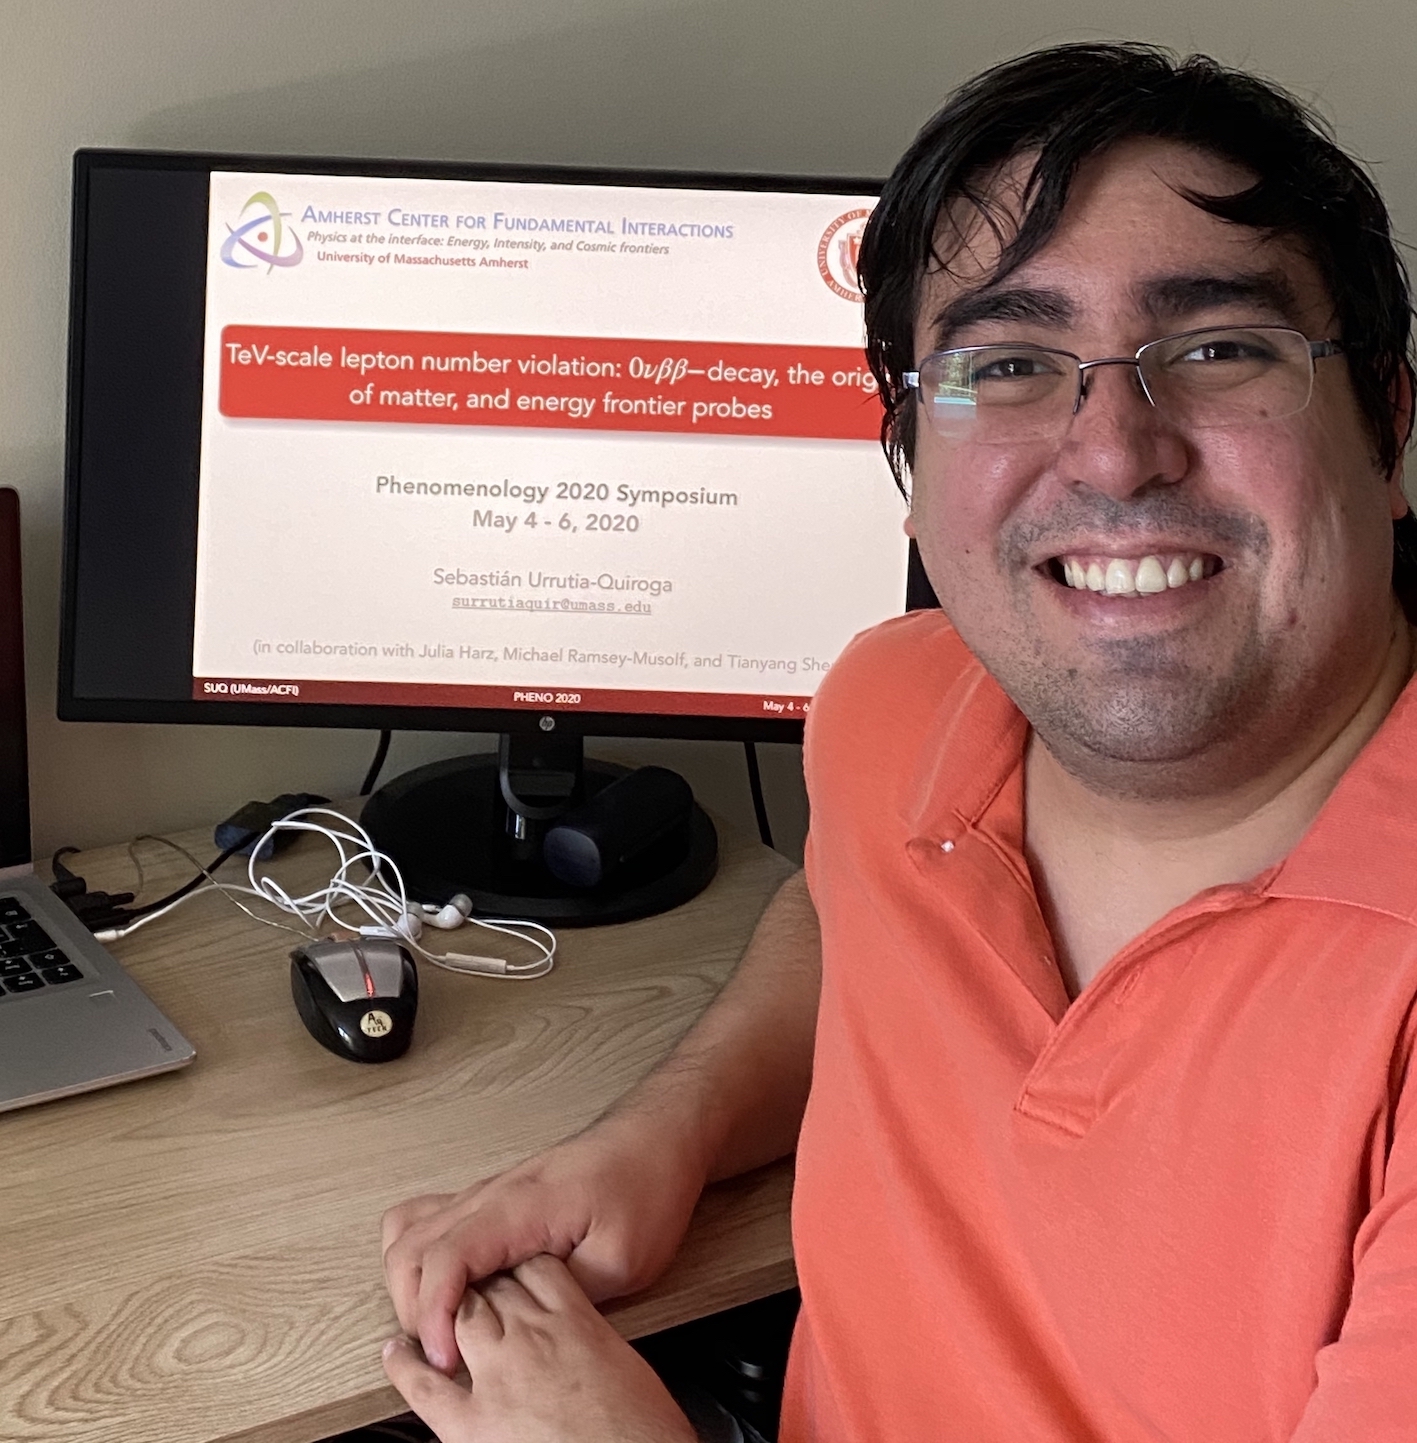 AMHERST CENTER FOR FUNDAMENTAL INTERACTIONS
Physics at the interface: Energy, Intensity, and Cosmic frontiers
University of Massachusetts Amherst
TeV-scale lepton number violation: 0νββ−decay, the orig
of matter, and energy frontier probes
Phenomenology 2020 Symposium
May 4 - 6, 2020
Sebastián Urrutia-Quiroga
surrutiaquir@umass.edu
(in collaboration with Julia Harz, Michael Ramsey-Musolf, and Tianyang She
SUQ (UMass/ACFI)
PHENO 2020
May 4 - 6
hp
A4
TECH